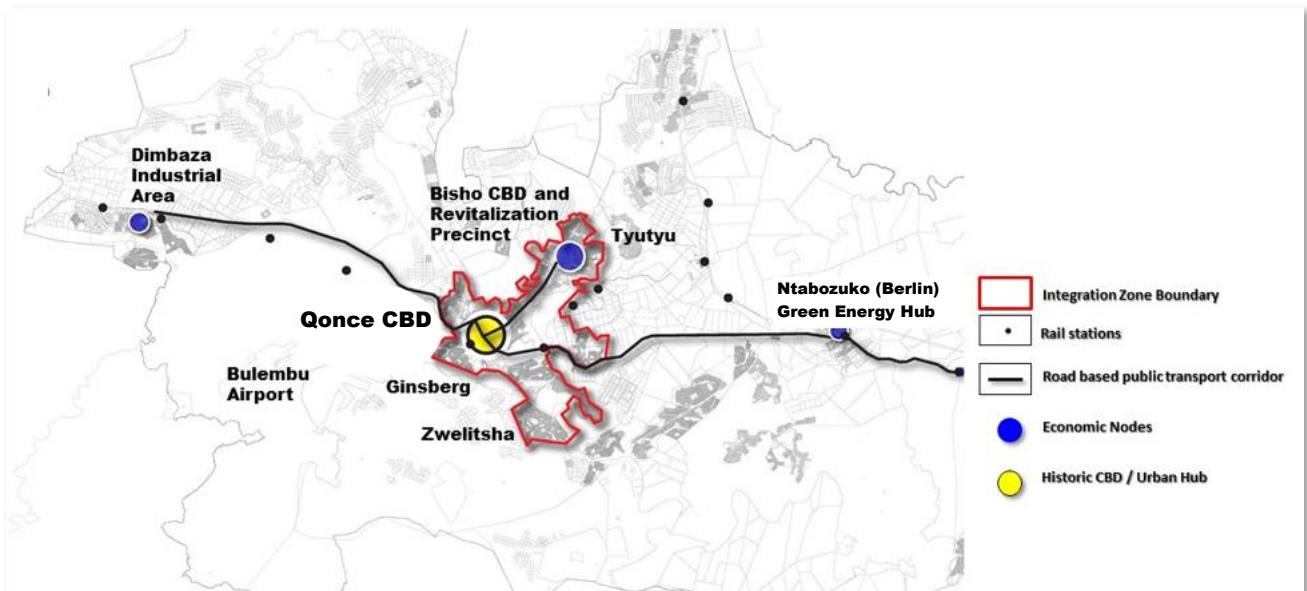 Dimbaza
Industrial
Area
Bisho CBD and
Revitalization
Precinct
Tyutyu
Ntabozuko (Berlin)
Green Energy Hub
Qonce CBD
Bulembu
Airport
Ginsberg
Zwelitsha
Integration Zone Boundary
Rail stations
Road based public transport corridor
Economic Nodes
Historic CBD / Urban Hub